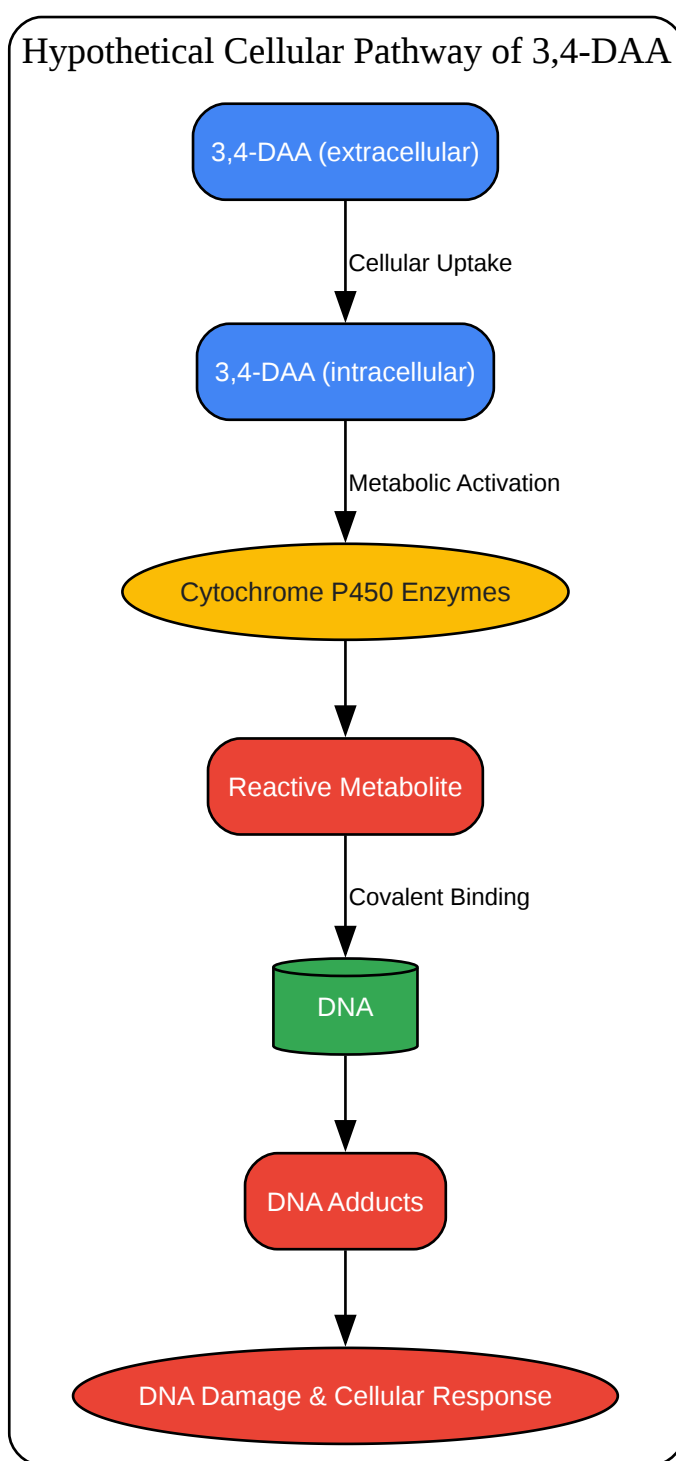 Hypothetical Cellular Pathway of 3,4-DAA
3,4-DAA (extracellular)
Cellular Uptake
3,4-DAA (intracellular)
Metabolic Activation
Cytochrome P450 Enzymes
Reactive Metabolite
Covalent Binding
DNA
DNA Adducts
DNA Damage & Cellular Response